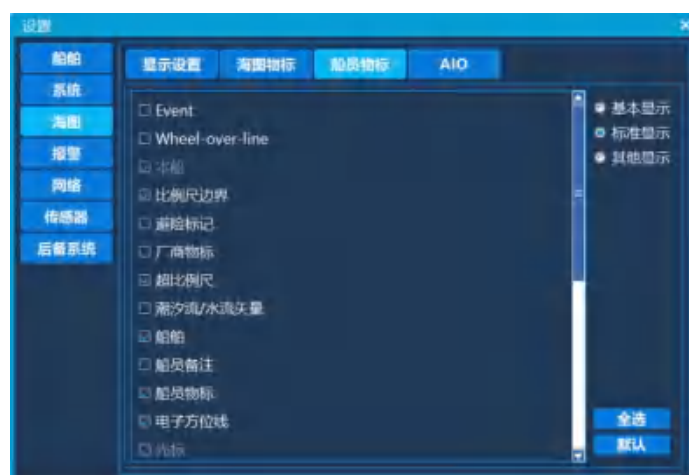 设置
船舶
系统
海图
报警
网络
传感器
后备系统
显示设置 海图物标 船员物标 AIO
Event
Wheel-over-line
本船
比例尺边界
避险标记
厂商物标
超比例尺
潮汐流/水流矢量
船舶
船员备注
船员物标
电子方位线
光标
基本显示
标准显示
其他显示
全选
默认